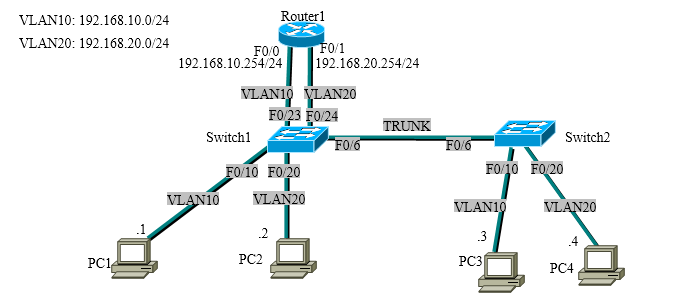 VLAN10: 192.168.10.0/24
VLAN20: 192.168.20.0/24
Router1
F0/0
F0/1
192.168.10.254/24
192.168.20.254/24
VLAN10
VLAN20
F0/23
F0/24
Switch1
TRUNK
Switch2
F0/6
F0/6
F0/10
F0/20
F0/10
F0/20
VLAN10
VLAN20
VLAN10
VLAN20
.1
.2
.3
.4
PC1
PC2
PC3
PC4